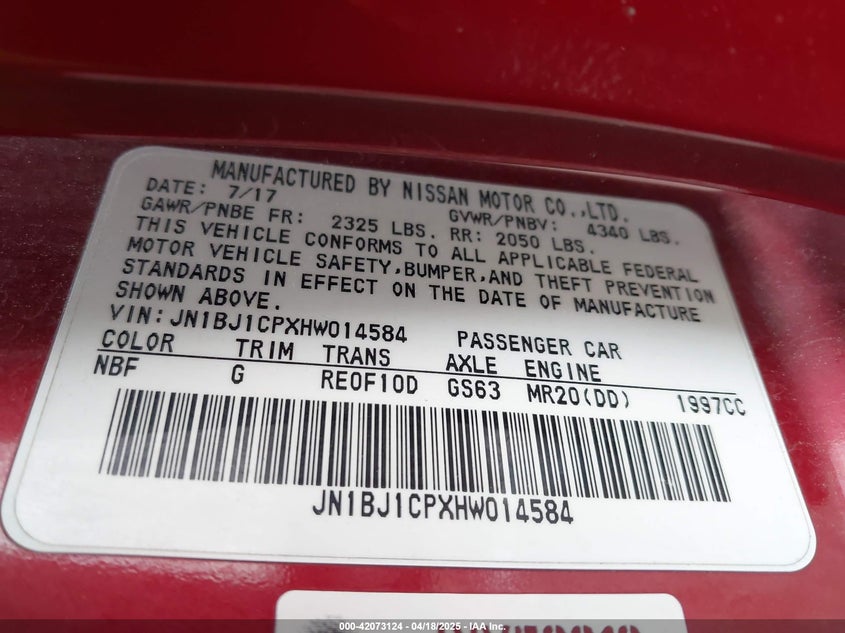 MANUFACTURED BY NISSAN MOTOR CO.,LTD.
DATE: 7/17 GVWR/PNBV: 4340 LBS.
GAWR/PNBE FR: 2325 LBS. RR: 2050 LBS.
THIS VEHICLE CONFORMS TO ALL APPLICABLE FEDERAL
MOTOR VEHICLE SAFETY,BUMPER,AND THEFT PREVENTION
STANDARDS IN EFFECT ON THE DATE OF MANUFACTURE
SHOWN ABOVE.
VIN:JN1BJ1CPXHW014584 PASSENGER CAR
COLOR TRIM TRANS AXLE ENGINE
NBF G RE0F10D GS63 MR20(DD) 1997CC
JN1BJ1CPXHW014584
000-42073124 - 04/18/2025 - IAA Inc.